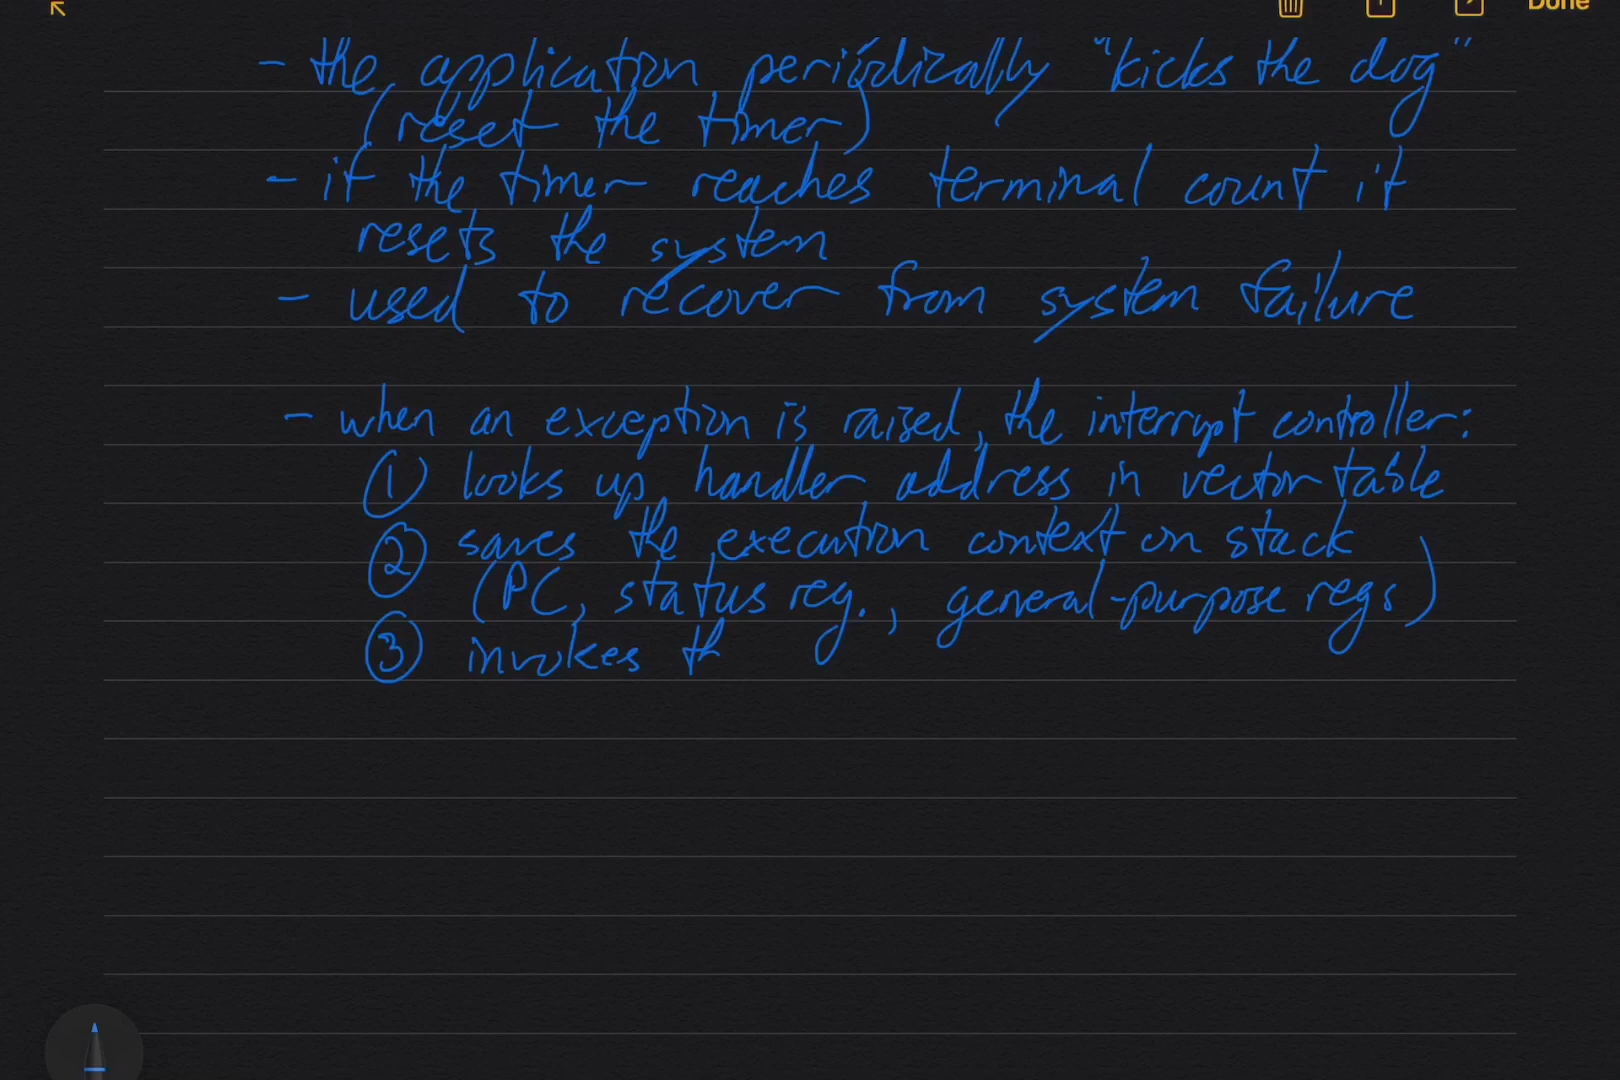 Done
- the application periodically "kicks the dog"
(reset the timer)
- if the timer reaches terminal count it
resets the system
- used to recover from system failure
- when an exception is raised, the interrupt controller:
1 looks up handler address in vector table
2 saves the execution context on stack
(PC, status reg., general-purpose regs)
3 invokes th